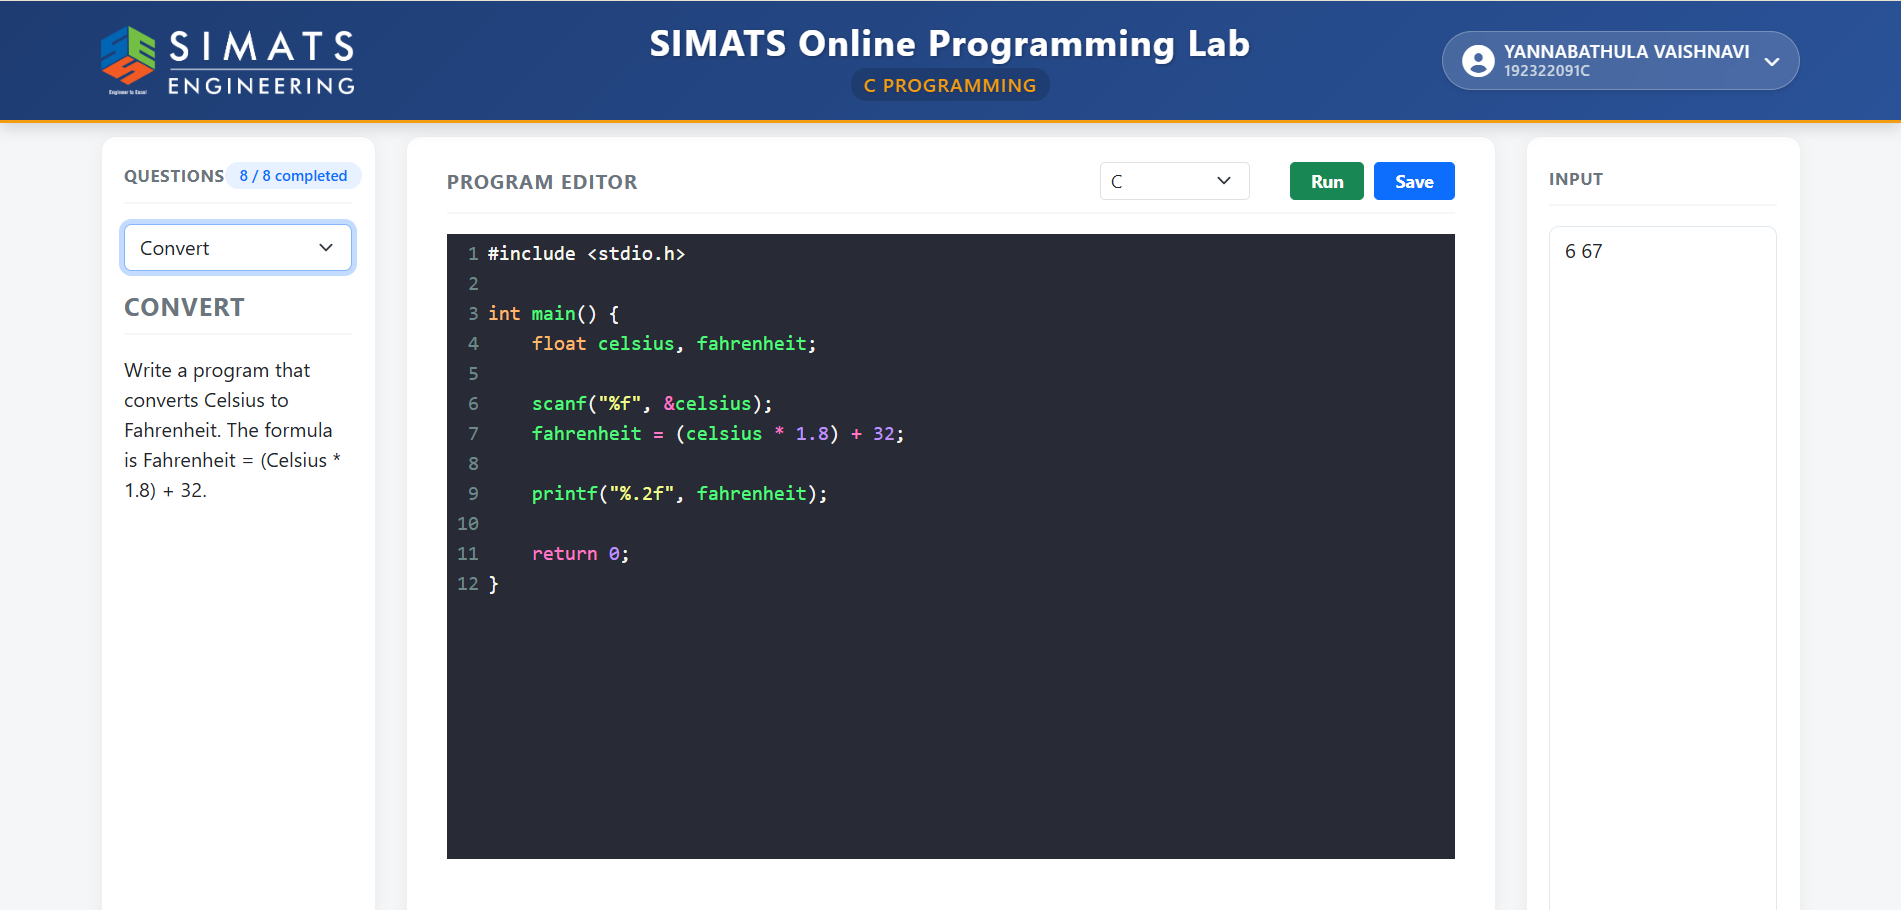 SIMATS
ENGINEERING
Engineer to Excel
SIMATS Online Programming Lab
C PROGRAMMING
YANNABATHULA VAISHNAVI
192322091C
QUESTIONS 8 / 8 completed
Convert
CONVERT
Write a program that
converts Celsius to
Fahrenheit. The formula
is Fahrenheit = (Celsius *
1.8) + 32.
PROGRAM EDITOR
C
Run
Save
1 #include <stdio.h>
2
3 int main() {
4     float celsius, fahrenheit;
5
6     scanf("%f", &celsius);
7     fahrenheit = (celsius * 1.8) + 32;
8
9     printf("%.2f", fahrenheit);
10
11     return 0;
12 }
INPUT
6 67